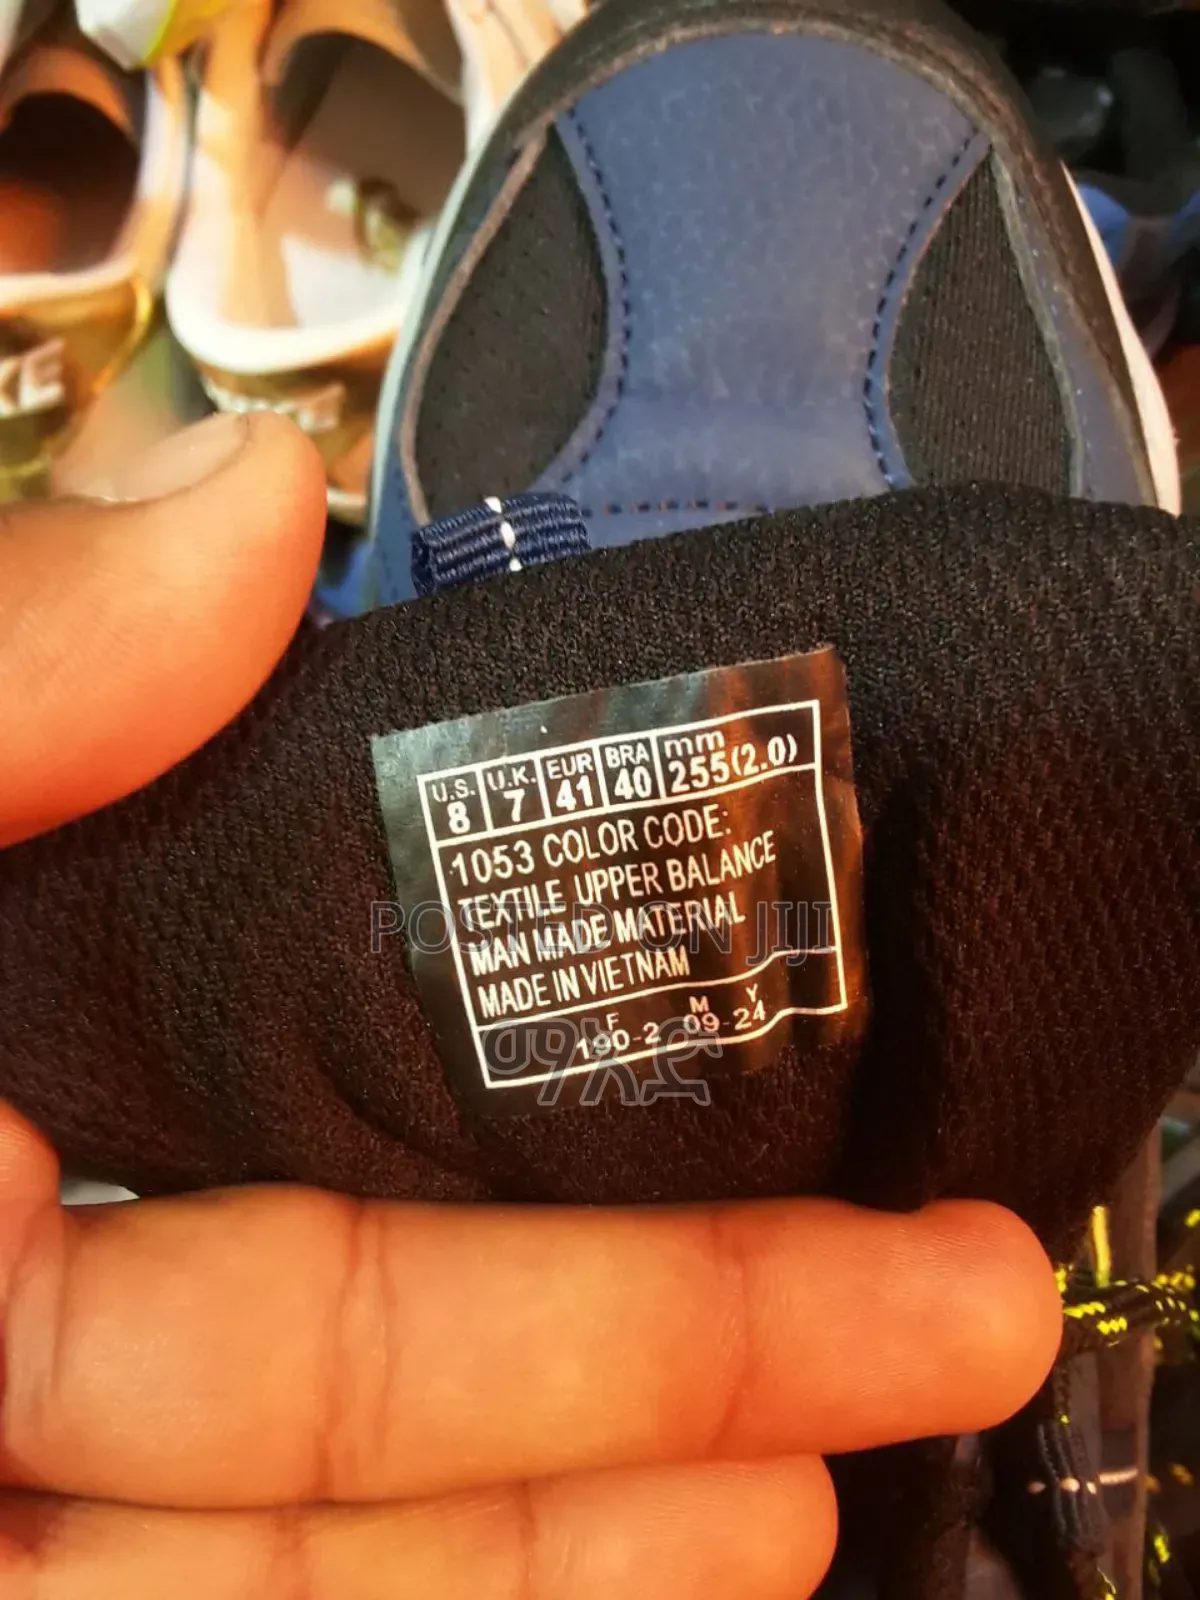 KE
U.S. U.K. EUR BRA mm
8 7 41 40 255(2.0)
1053 COLOR CODE:
TEXTILE UPPER BALANCE
MAN MADE MATERIAL
POSTED ON JIJI
MADE IN VIETNAM
F M Y
190-2 09-24